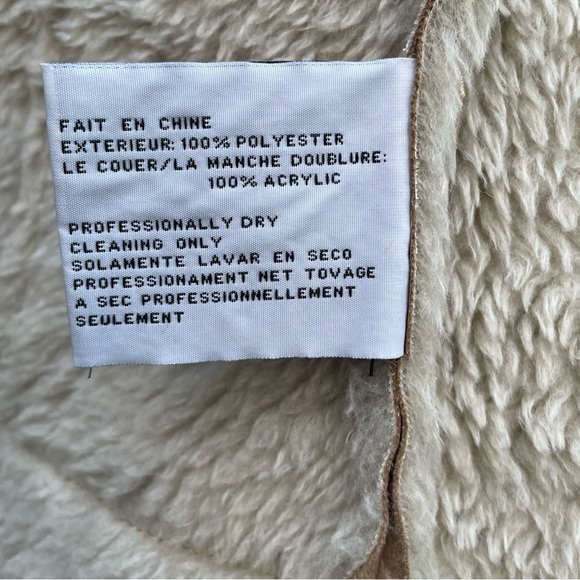 FAIT EN CHINE
EXTERIEUR: 100% POLYESTER
LE COUER/LA MANCHE DOUBLURE:
100% ACRYLIC
PROFESSIONALLY DRY
CLEANING ONLY
SOLAMENTE LAVAR EN SECO
PROFESSIONAMENT NET TOVAGE
A SEC PROFESSIONNELLEMENT
SEULEMENT